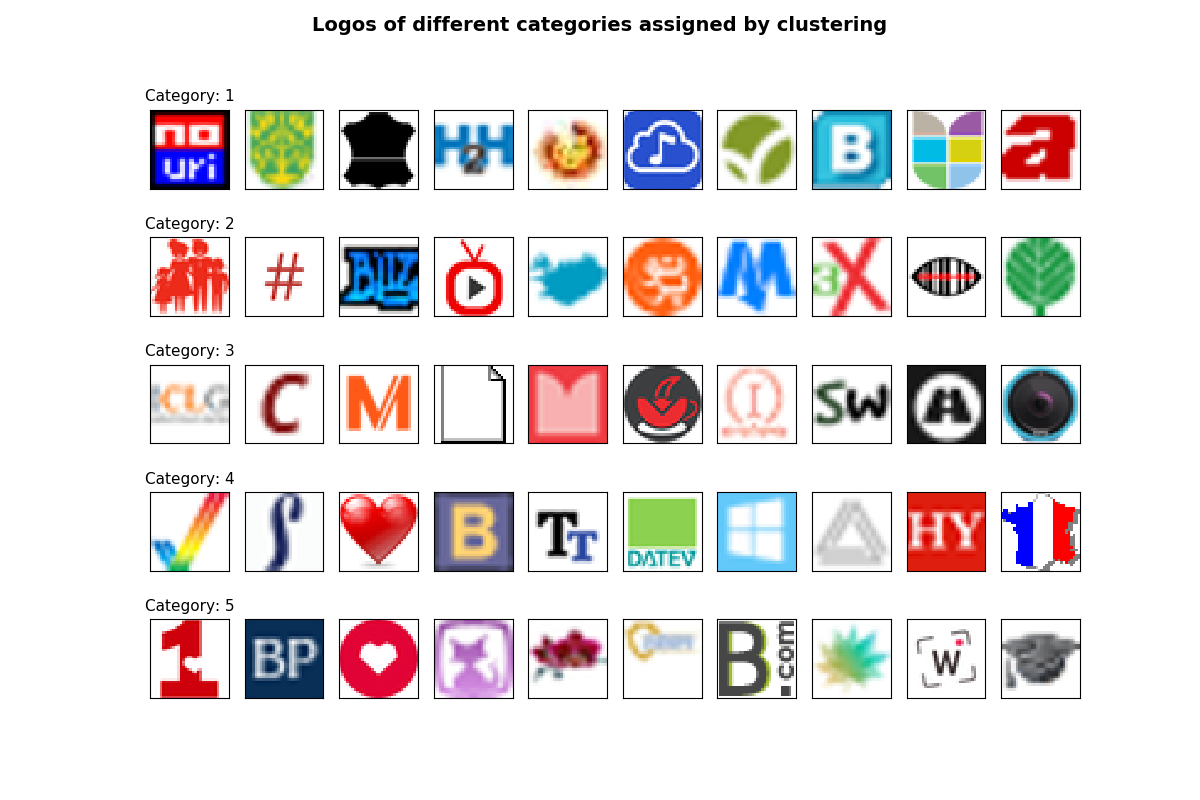 Logos of different categories assigned by clustering
Category: 1
no
uri
H2H
B
a
Category: 2
#
BUZ
M
3X
Category: 3
CLG
C
M
M
I
SW
A
Category: 4
S
B
TT
DATEV
HY
Category: 5
1
BP
B.com
W